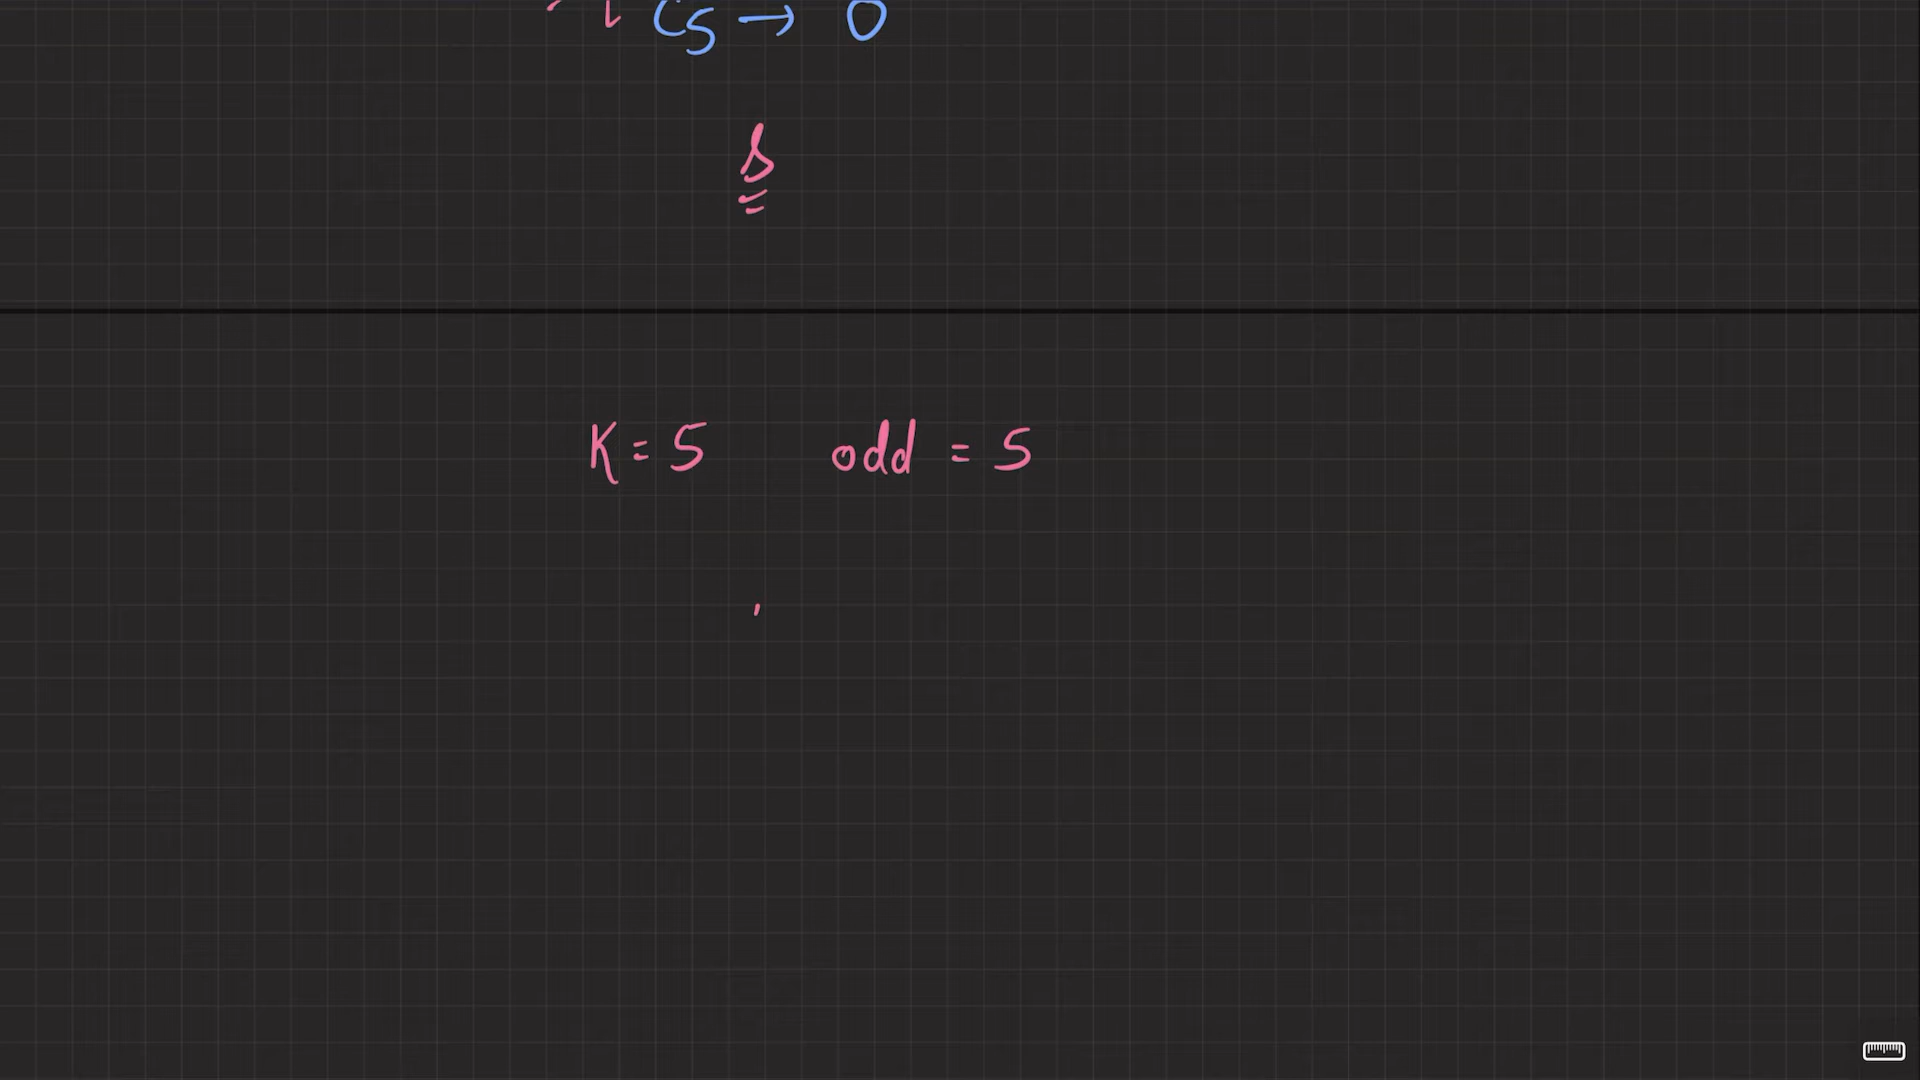 C5 → 0
s
K = 5 odd = 5